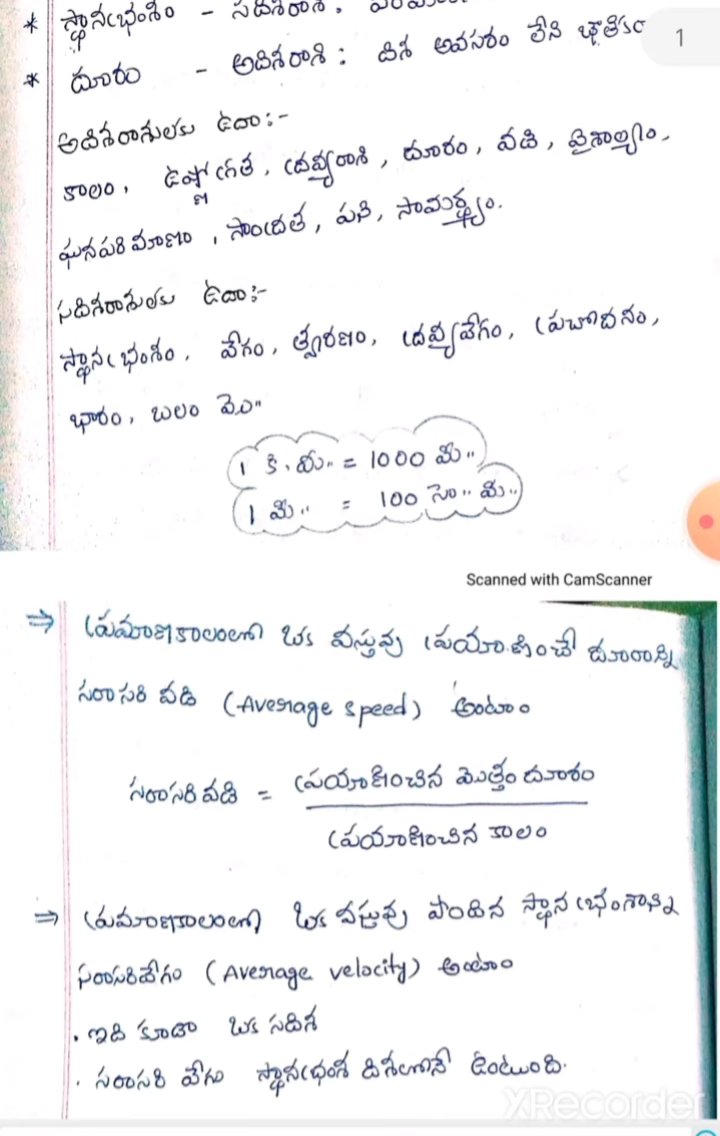 * స్థానభ్రంశం - సదిశరాశి.
* దూరం - అదిశరాశి : దిశ అవసరం లేని
1
అదిశరాశులకు ఉదా :-
కాలం, ఉష్ణోగ్రత, ద్రవ్యరాశి, దూరం, వడి, వైశాల్యం,
ఘనపరిమాణం, సాంద్రత, పని, సామర్థ్యం.
సదిశరాశులకు ఉదా :-
స్థానభ్రంశం, వేగం, త్వరణం, ద్రవ్యవేగం, ప్రచోదనం,
భారం, బలం మొ"
1 కి.మీ" = 1000 మీ"
1 మీ" = 100 సెం" మీ"
Scanned with CamScanner
⇒ ప్రమాణకాలంలో ఒక వస్తువు ప్రయాణించే దూరాన్ని
సరాసరి వడి (Average speed) అంటాం
సరాసరి వడి = ప్రయాణించిన మొత్తం దూరం
ప్రయాణించిన కాలం
⇒ ప్రమాణకాలంలో ఒక వస్తువు పొందిన స్థానభ్రంశాన్ని
సరాసరివేగం (Average velocity) అంటాం
. ఇది కూడా ఒక సదిశ
. సరాసరి వేగం స్థానభ్రంశ దిశలోనే ఉంటుంది.
XRecorder